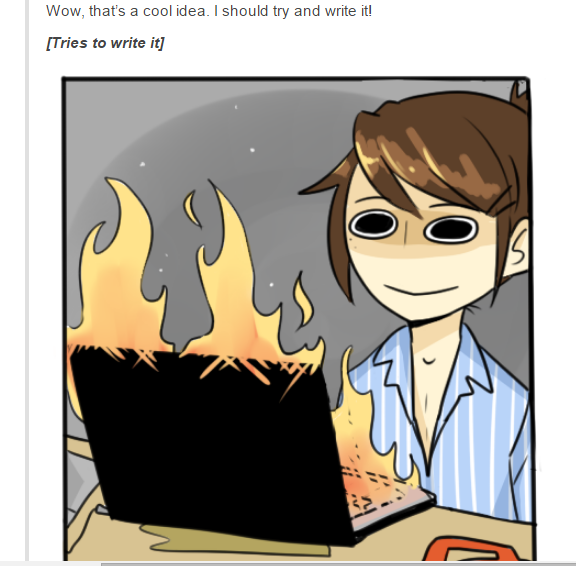 Wow, that's a cool idea. I should try and write it!
[Tries to write it]